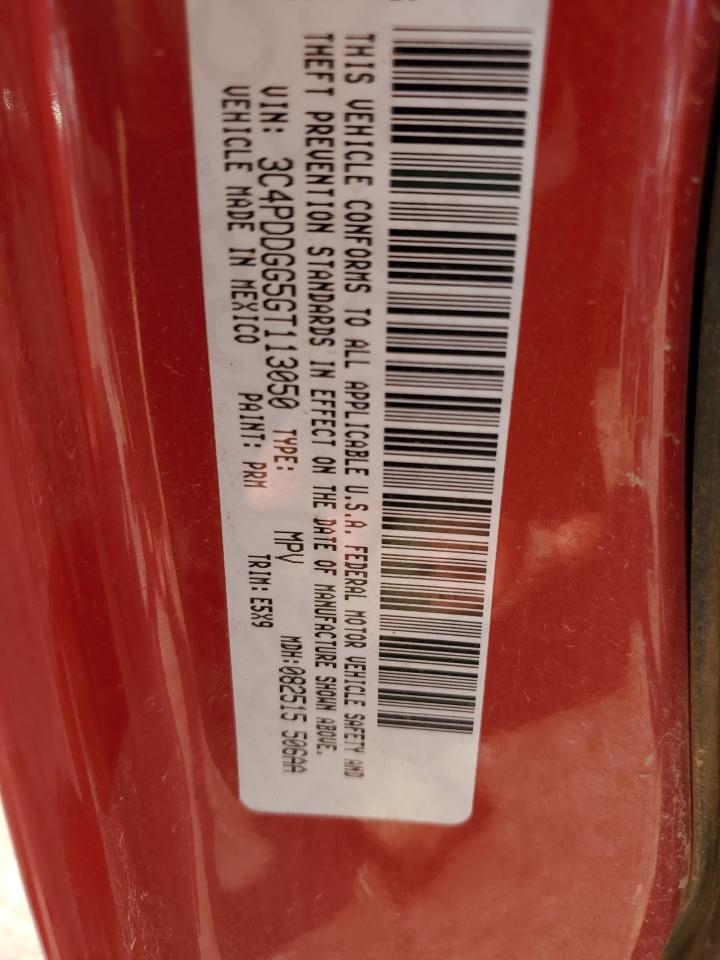 THIS VEHICLE CONFORMS TO ALL APPLICABLE U.S.A. FEDERAL MOTOR VEHICLE SAFETY AND
THEFT PREVENTION STANDARDS IN EFFECT ON THE DATE OF MANUFACTURE SHOWN ABOVE.
VIN: 3C4PDDGG5GT113050 TYPE: MPV MDH:082515 506AA
VEHICLE MADE IN MEXICO PAINT: PRM TRIM: E5X9